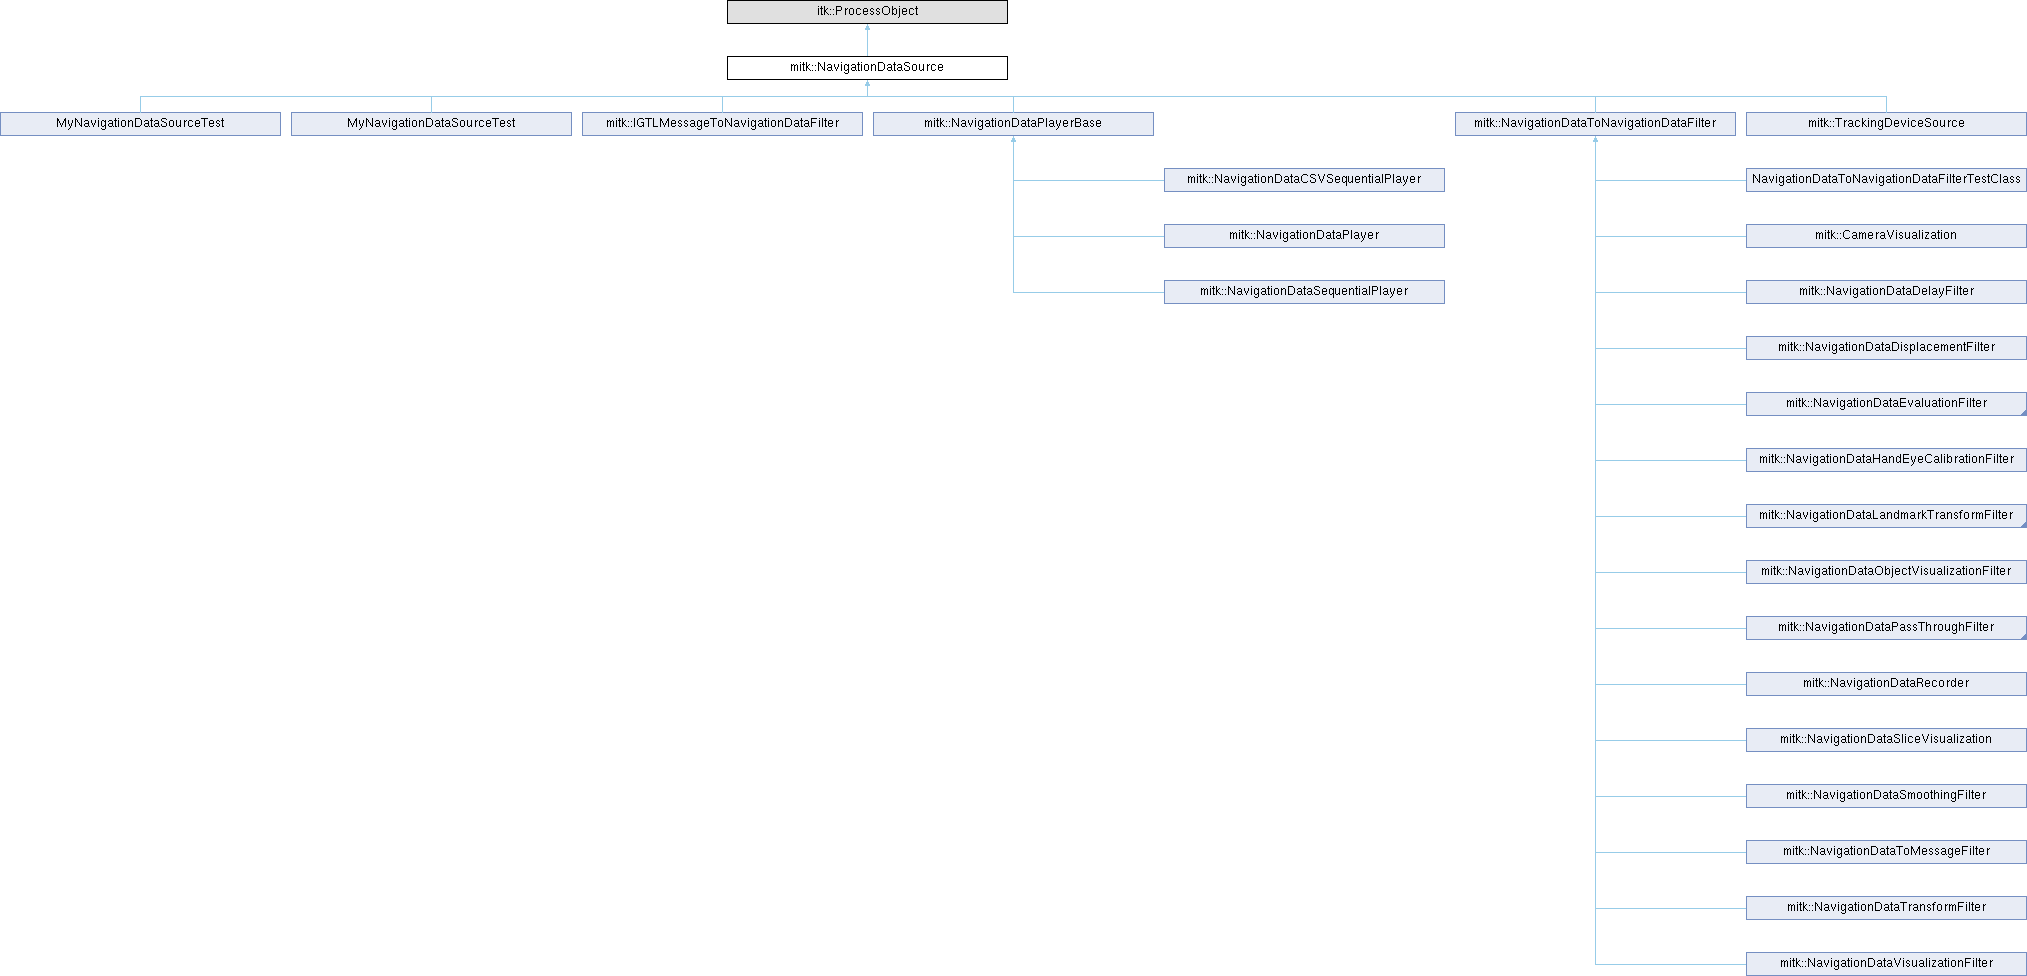 itk::ProcessObject
mitk::NavigationDataSource
MyNavigationDataSourceTest
MyNavigationDataSourceTest
mitk::IGTLMessageToNavigationDataFilter
mitk::NavigationDataPlayerBase
mitk::NavigationDataToNavigationDataFilter
mitk::TrackingDeviceSource
mitk::NavigationDataCSVSequentialPlayer
NavigationDataToNavigationDataFilterTestClass
mitk::NavigationDataPlayer
mitk::CameraVisualization
mitk::NavigationDataSequentialPlayer
mitk::NavigationDataDelayFilter
mitk::NavigationDataDisplacementFilter
mitk::NavigationDataEvaluationFilter
mitk::NavigationDataHandEyeCalibrationFilter
mitk::NavigationDataLandmarkTransformFilter
mitk::NavigationDataObjectVisualizationFilter
mitk::NavigationDataPassThroughFilter
mitk::NavigationDataRecorder
mitk::NavigationDataSliceVisualization
mitk::NavigationDataSmoothingFilter
mitk::NavigationDataToMessageFilter
mitk::NavigationDataTransformFilter
mitk::NavigationDataVisualizationFilter